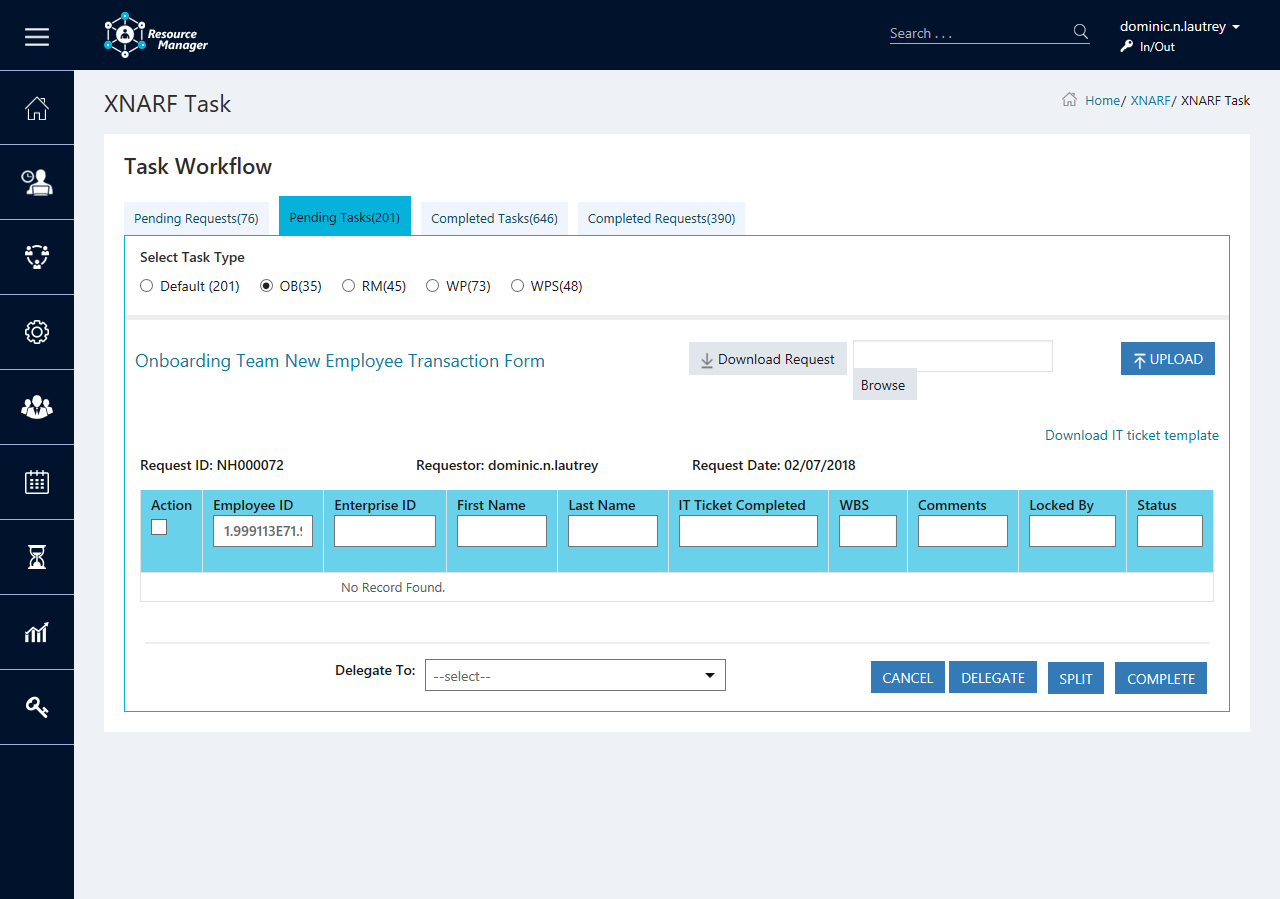 Resource
Manager
Search . . .
dominic.n.lautrey
In/Out
XNARF Task
Home/ XNARF/ XNARF Task
Task Workflow
Pending Requests(76)
Pending Tasks(201)
Completed Tasks(646)
Completed Requests(390)
Select Task Type
Default (201) OB(35) RM(45) WP(73) WPS(48)
Onboarding Team New Employee Transaction Form
Download Request
Browse
UPLOAD
Download IT ticket template
Request ID: NH000072
Requestor: dominic.n.lautrey
Request Date: 02/07/2018
Action Employee ID Enterprise ID First Name Last Name IT Ticket Completed WBS Comments Locked By Status
1.999113E71.9
No Record Found.
Delegate To:
--select--
CANCEL
DELEGATE
SPLIT
COMPLETE